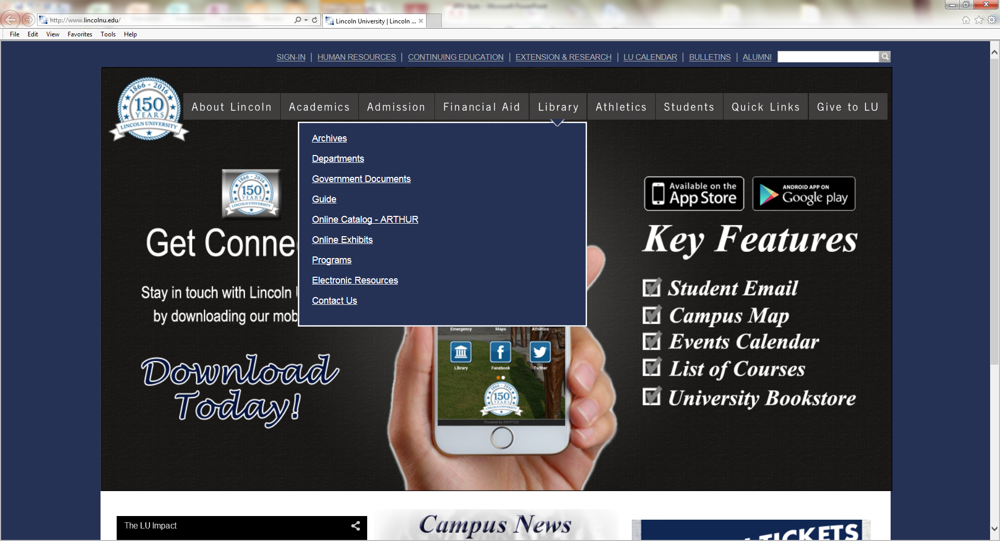 http://www.lincolnu.edu/
Lincoln University | Lincoln ...
File Edit View Favorites Tools Help
SIGN-IN | HUMAN RESOURCES | CONTINUING EDUCATION | EXTENSION & RESEARCH | LU CALENDAR | BULLETINS | ALUMNI
1866 - 2016
150
YEARS
LINCOLN UNIVERSITY
About Lincoln Academics Admission Financial Aid Library Athletics Students Quick Links Give to LU
Archives
Departments
Government Documents
Guide
Online Catalog - ARTHUR
Online Exhibits
Programs
Electronic Resources
Contact Us
1866 - 2016
150
YEARS
LINCOLN UNIVERSITY
Get Conne
Stay in touch with Lincoln
by downloading our mob
Download
Today!
Emergency Maps Athletics
Library Facebook Twitter
1866 - 2016
150
YEARS
LINCOLN UNIVERSITY
Powered by KRYPTOS
Available on the
App Store
ANDROID APP ON
Google play
Key Features
Student Email
Campus Map
Events Calendar
List of Courses
University Bookstore
The LU Impact
Campus News
TICKETS